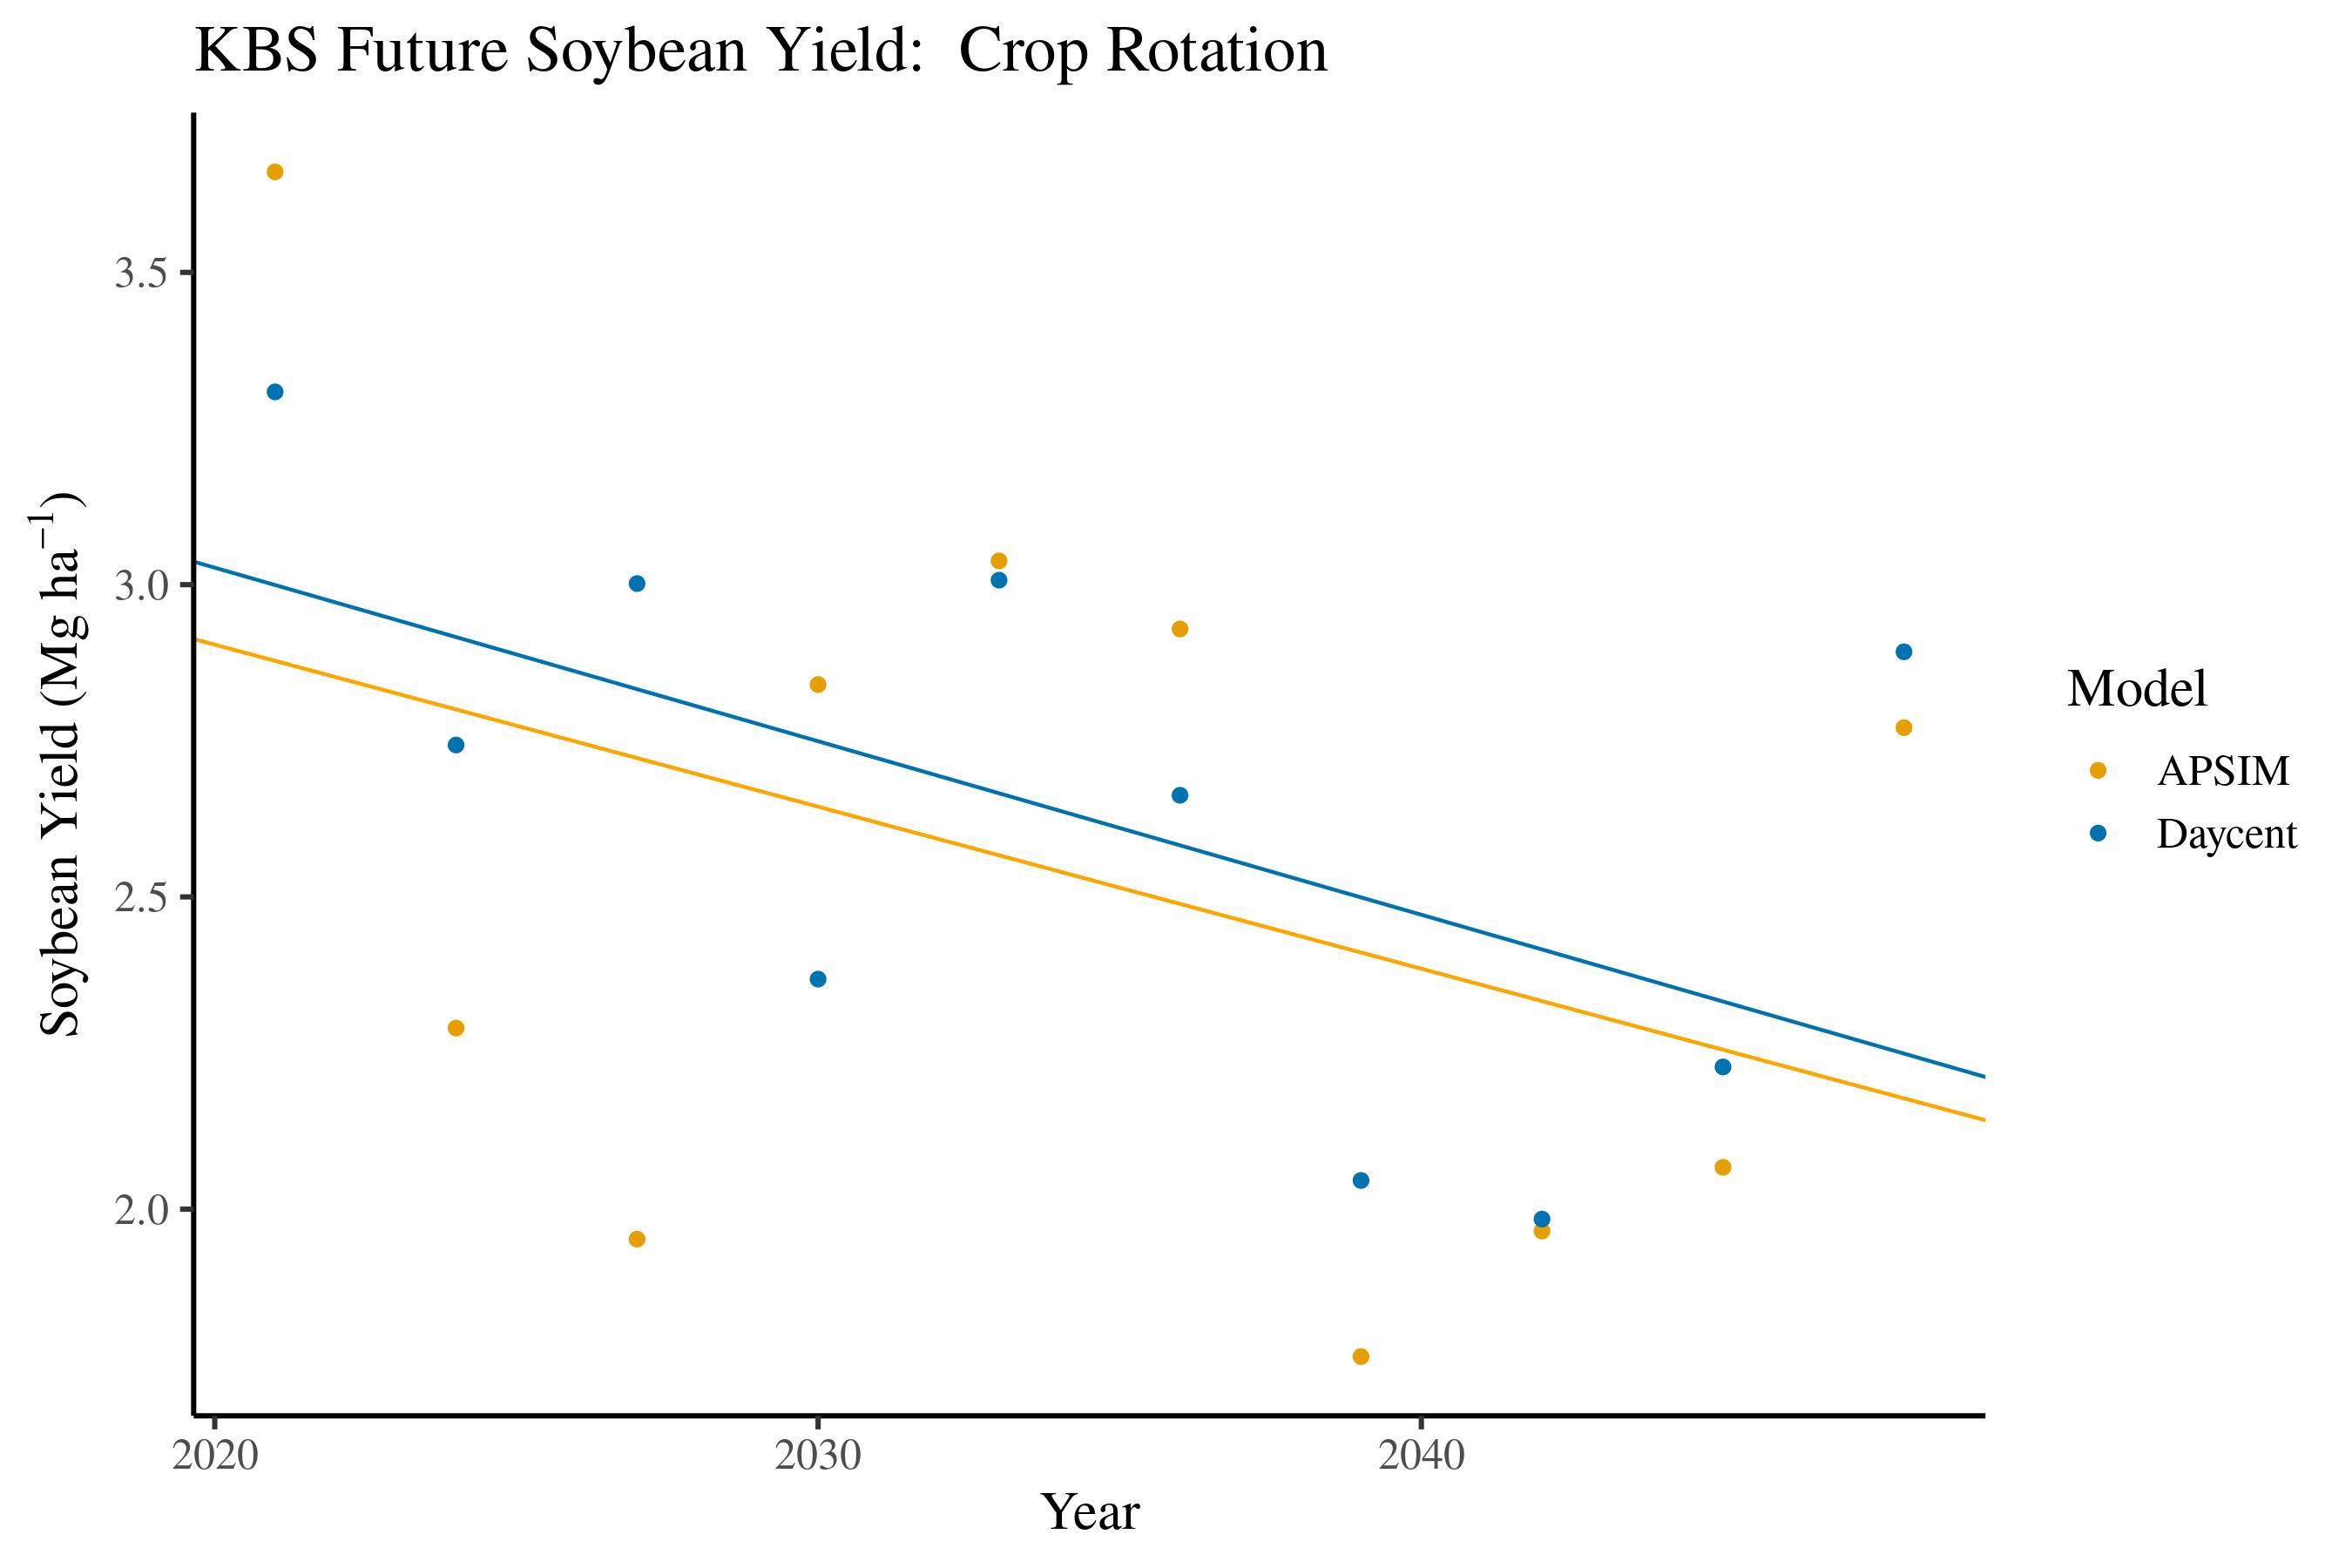 KBS Future Soybean Yield:  Crop Rotation
Soybean Yield (Mg ha⁻¹)
3.5
3.0
2.5
2.0
2020 2030 2040
Year
Model
APSIM
Daycent